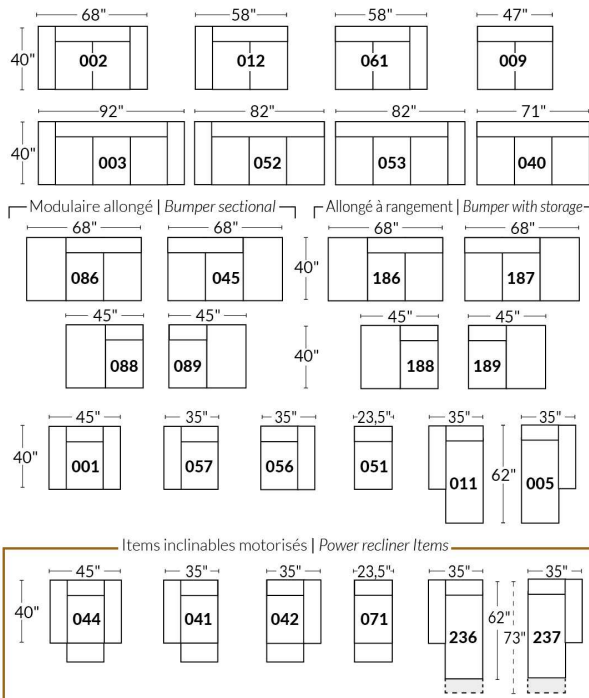 68" 58" 58" 47"
40" 002 012 061 009
92" 82" 82" 71"
40" 003 052 053 040
Modulaire allongé | Bumper sectional Allongé à rangement | Bumper with storage
68" 68" 68" 68"
086 045 40" 186 187
45" 45" 45" 45"
088 089 40" 188 189
45" 35" 35" 23,5" 35" 35"
40" 001 057 056 051 011 62" 005
Items inclinables motorisés | Power recliner Items
45" 35" 35" 23,5" 35" 35"
40" 044 041 042 071 236 62" 73" 237